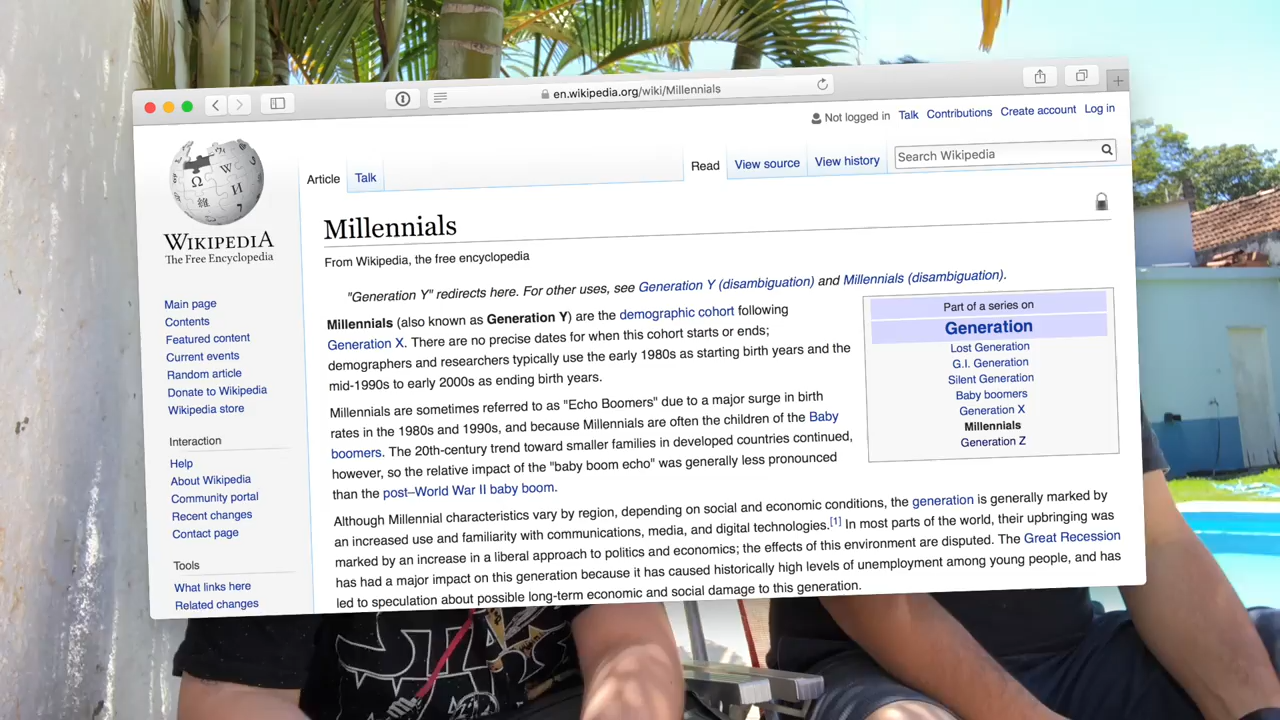 en.wikipedia.org/wiki/Millennials
Not logged in Talk Contributions Create account Log in
Article Talk Read View source View history Search Wikipedia
WIKIPEDIA
The Free Encyclopedia
Main page
Contents
Featured content
Current events
Random article
Donate to Wikipedia
Wikipedia store
Interaction
Help
About Wikipedia
Community portal
Recent changes
Contact page
Tools
What links here
Related changes
Millennials
From Wikipedia, the free encyclopedia
"Generation Y" redirects here. For other uses, see Generation Y (disambiguation) and Millennials (disambiguation).
Millennials (also known as Generation Y) are the demographic cohort following
Generation X. There are no precise dates for when this cohort starts or ends;
demographers and researchers typically use the early 1980s as starting birth years and the
mid-1990s to early 2000s as ending birth years.
Millennials are sometimes referred to as "Echo Boomers" due to a major surge in birth
rates in the 1980s and 1990s, and because Millennials are often the children of the Baby
boomers. The 20th-century trend toward smaller families in developed countries continued,
however, so the relative impact of the "baby boom echo" was generally less pronounced
than the post–World War II baby boom.
Part of a series on
Generation
Lost Generation
G.I. Generation
Silent Generation
Baby boomers
Generation X
Millennials
Generation Z
Although Millennial characteristics vary by region, depending on social and economic conditions, the generation is generally marked by
an increased use and familiarity with communications, media, and digital technologies.[1] In most parts of the world, their upbringing was
marked by an increase in a liberal approach to politics and economics; the effects of this environment are disputed. The Great Recession
has had a major impact on this generation because it has caused historically high levels of unemployment among young people, and has
led to speculation about possible long-term economic and social damage to this generation.